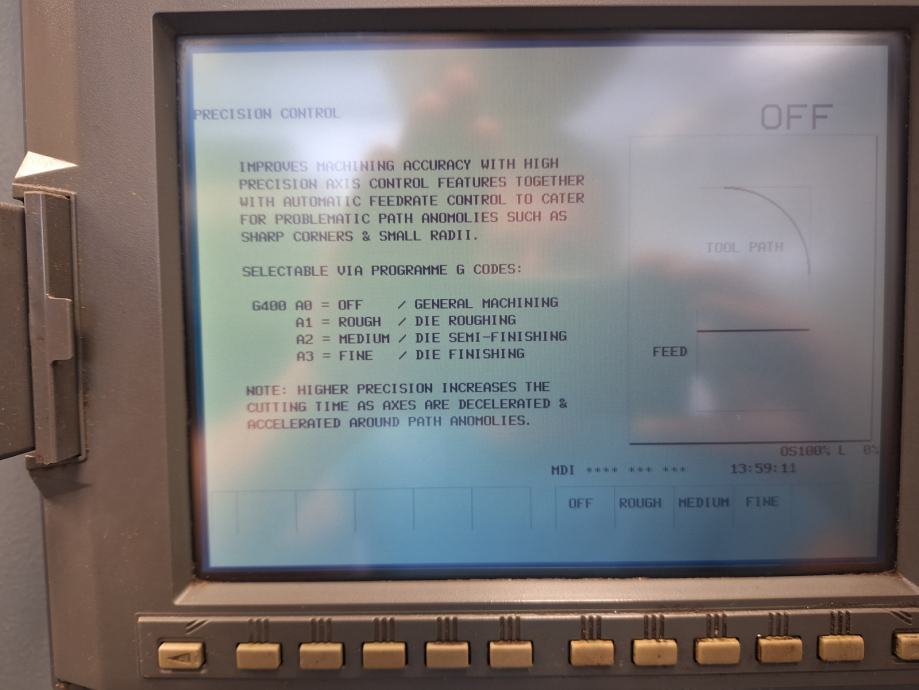 PRECISION CONTROL
OFF
IMPROVES MACHINING ACCURACY WITH HIGH
PRECISION AXIS CONTROL FEATURES TOGETHER
WITH AUTOMATIC FEEDRATE CONTROL TO CATER
FOR PROBLEMATIC PATH ANOMOLIES SUCH AS
SHARP CORNERS & SMALL RADII.
SELECTABLE VIA PROGRAMME G CODES:
G400 A0 = OFF / GENERAL MACHINING
A1 = ROUGH / DIE ROUGHING
A2 = MEDIUM / DIE SEMI-FINISHING
A3 = FINE / DIE FINISHING
NOTE: HIGHER PRECISION INCREASES THE
CUTTING TIME AS AXES ARE DECELERATED &
ACCELERATED AROUND PATH ANOMOLIES.
TOOL PATH
FEED
OS100% L 0%
MDI **** *** *** 13:59:11
OFF ROUGH MEDIUM FINE